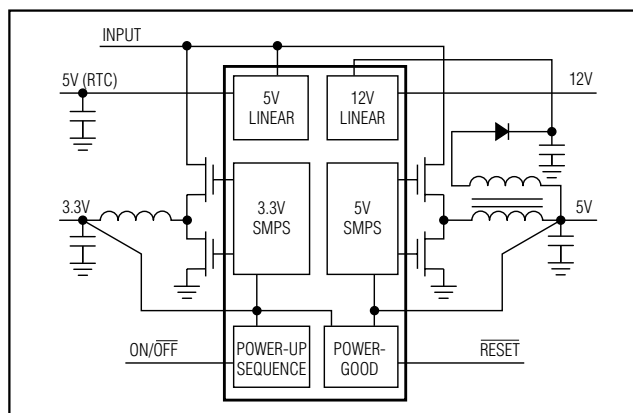 INPUT
5V (RTC)
5V
LINEAR
12V
LINEAR
12V
3.3V
3.3V
SMPS
5V
SMPS
5V
ON/OFF
POWER-UP
SEQUENCE
POWER-
GOOD
RESET